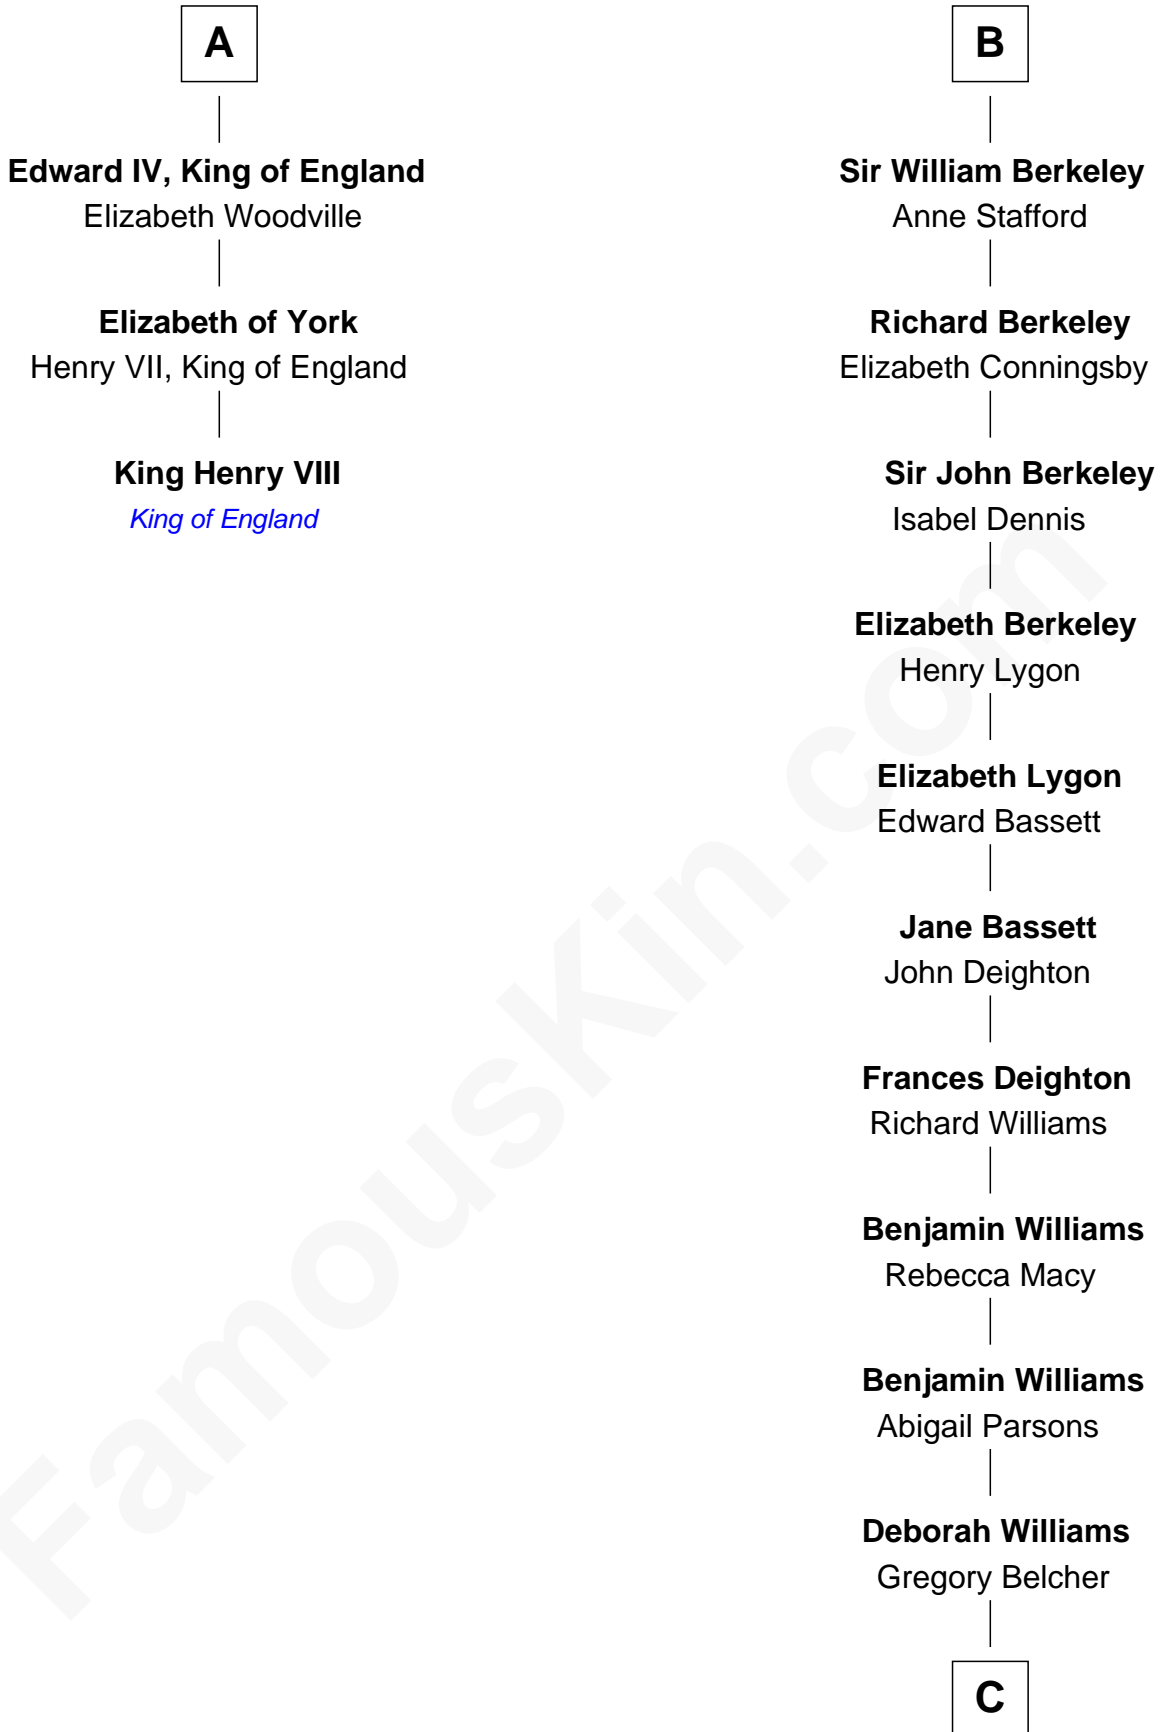 A
Edward IV, King of England
Elizabeth Woodville
Elizabeth of York
Henry VII, King of England
King Henry VIII
King of England
B
Sir William Berkeley
Anne Stafford
Richard Berkeley
Elizabeth Conningsby
Sir John Berkeley
Isabel Dennis
Elizabeth Berkeley
Henry Lygon
Elizabeth Lygon
Edward Bassett
Jane Bassett
John Deighton
Frances Deighton
Richard Williams
Benjamin Williams
Rebecca Macy
Benjamin Williams
Abigail Parsons
Deborah Williams
Gregory Belcher
C
FamousKin.com